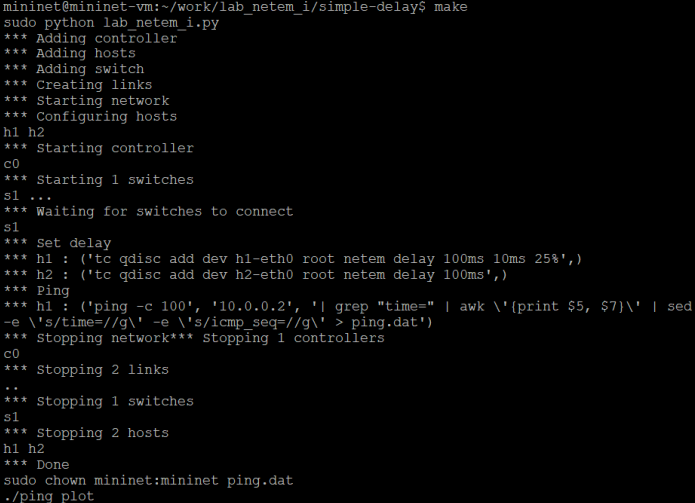 mininet@mininet-vm:~/work/lab_netem_i/simple-delay$ make
sudo python lab_netem_i.py
*** Adding controller
*** Adding hosts
*** Adding switch
*** Creating links
*** Starting network
*** Configuring hosts
h1 h2
*** Starting controller
c0
*** Starting 1 switches
s1 ...
*** Waiting for switches to connect
s1
*** Set delay
*** h1 : ('tc qdisc add dev h1-eth0 root netem delay 100ms 10ms 25%',)
*** h2 : ('tc qdisc add dev h2-eth0 root netem delay 100ms',)
*** Ping
*** h1 : ('ping -c 100', '10.0.0.2', '| grep "time=" | awk \'{print $5, $7}\' | sed
-e \'s/time=//g\' -e \'s/icmp_seq=//g\' > ping.dat')
*** Stopping network*** Stopping 1 controllers
c0
*** Stopping 2 links
..
*** Stopping 1 switches
s1
*** Stopping 2 hosts
h1 h2
*** Done
sudo chown mininet:mininet ping.dat
./ping_plot